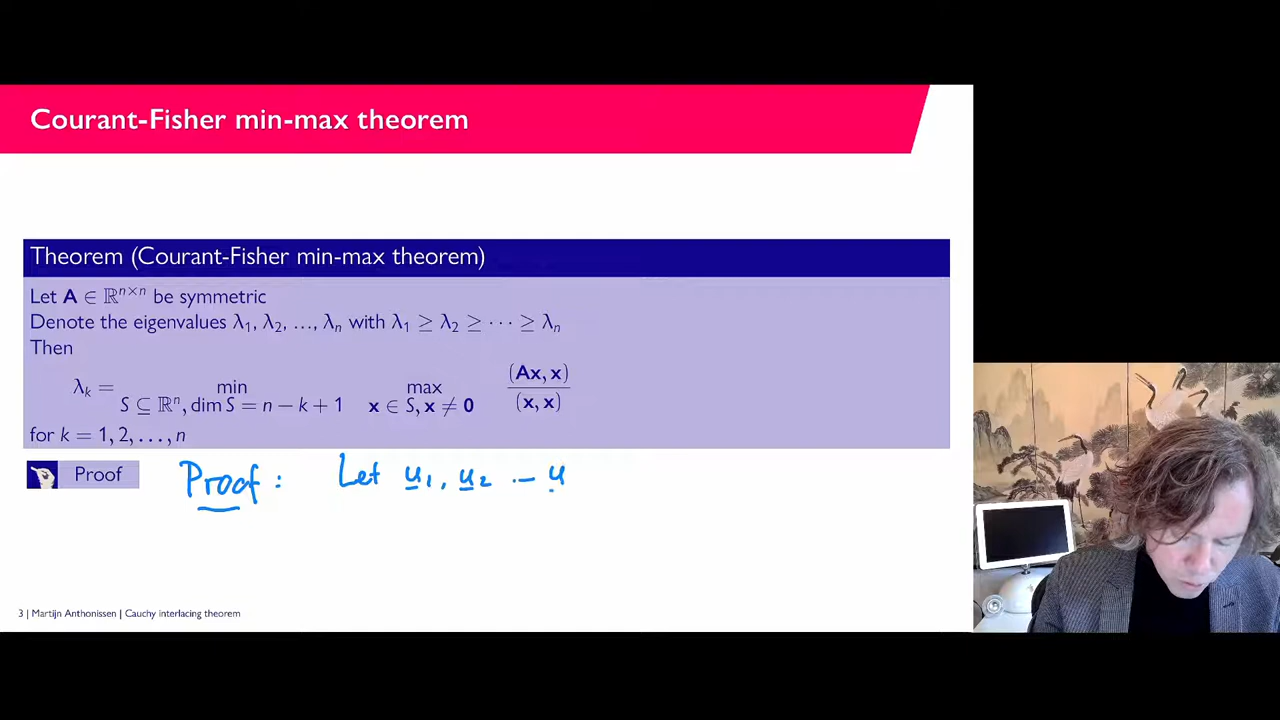 Courant-Fisher min-max theorem
Theorem (Courant-Fisher min-max theorem)
Let A ∈ ℝⁿˣⁿ be symmetric
Denote the eigenvalues λ₁, λ₂, ..., λₙ with λ₁ ≥ λ₂ ≥ ··· ≥ λₙ
Then
λₖ = min_{S ⊆ ℝⁿ, dim S = n − k + 1} max_{x ∈ S, x ≠ 0} (Ax, x) / (x, x)
for k = 1, 2, ..., n
Proof Proof : Let u₁, u₂ ... u
3 | Martijn Anthonissen | Cauchy interlacing theorem